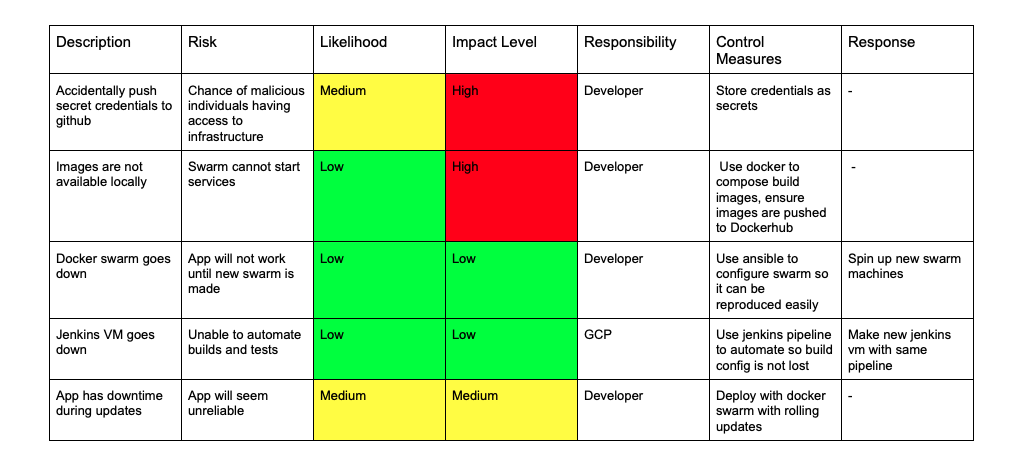 Description
Risk
Likelihood
Impact Level
Responsibility
Control
Measures
Response
Accidentally push
secret credentials to
github
Chance of malicious
individuals having
access to
infrastructure
Medium
High
Developer
Store credentials as
secrets
-
Images are not
available locally
Swarm cannot start
services
Low
High
Developer
Use docker to
compose build
images, ensure
images are pushed
to Dockerhub
-
Docker swarm goes
down
App will not work
until new swarm is
made
Low
Low
Developer
Use ansible to
configure swarm so
it can be
reproduced easily
Spin up new swarm
machines
Jenkins VM goes
down
Unable to automate
builds and tests
Low
Low
GCP
Use jenkins pipeline
to automate so build
config is not lost
Make new jenkins
vm with same
pipeline
App has downtime
during updates
App will seem
unreliable
Medium
Medium
Developer
Deploy with docker
swarm with rolling
updates
-